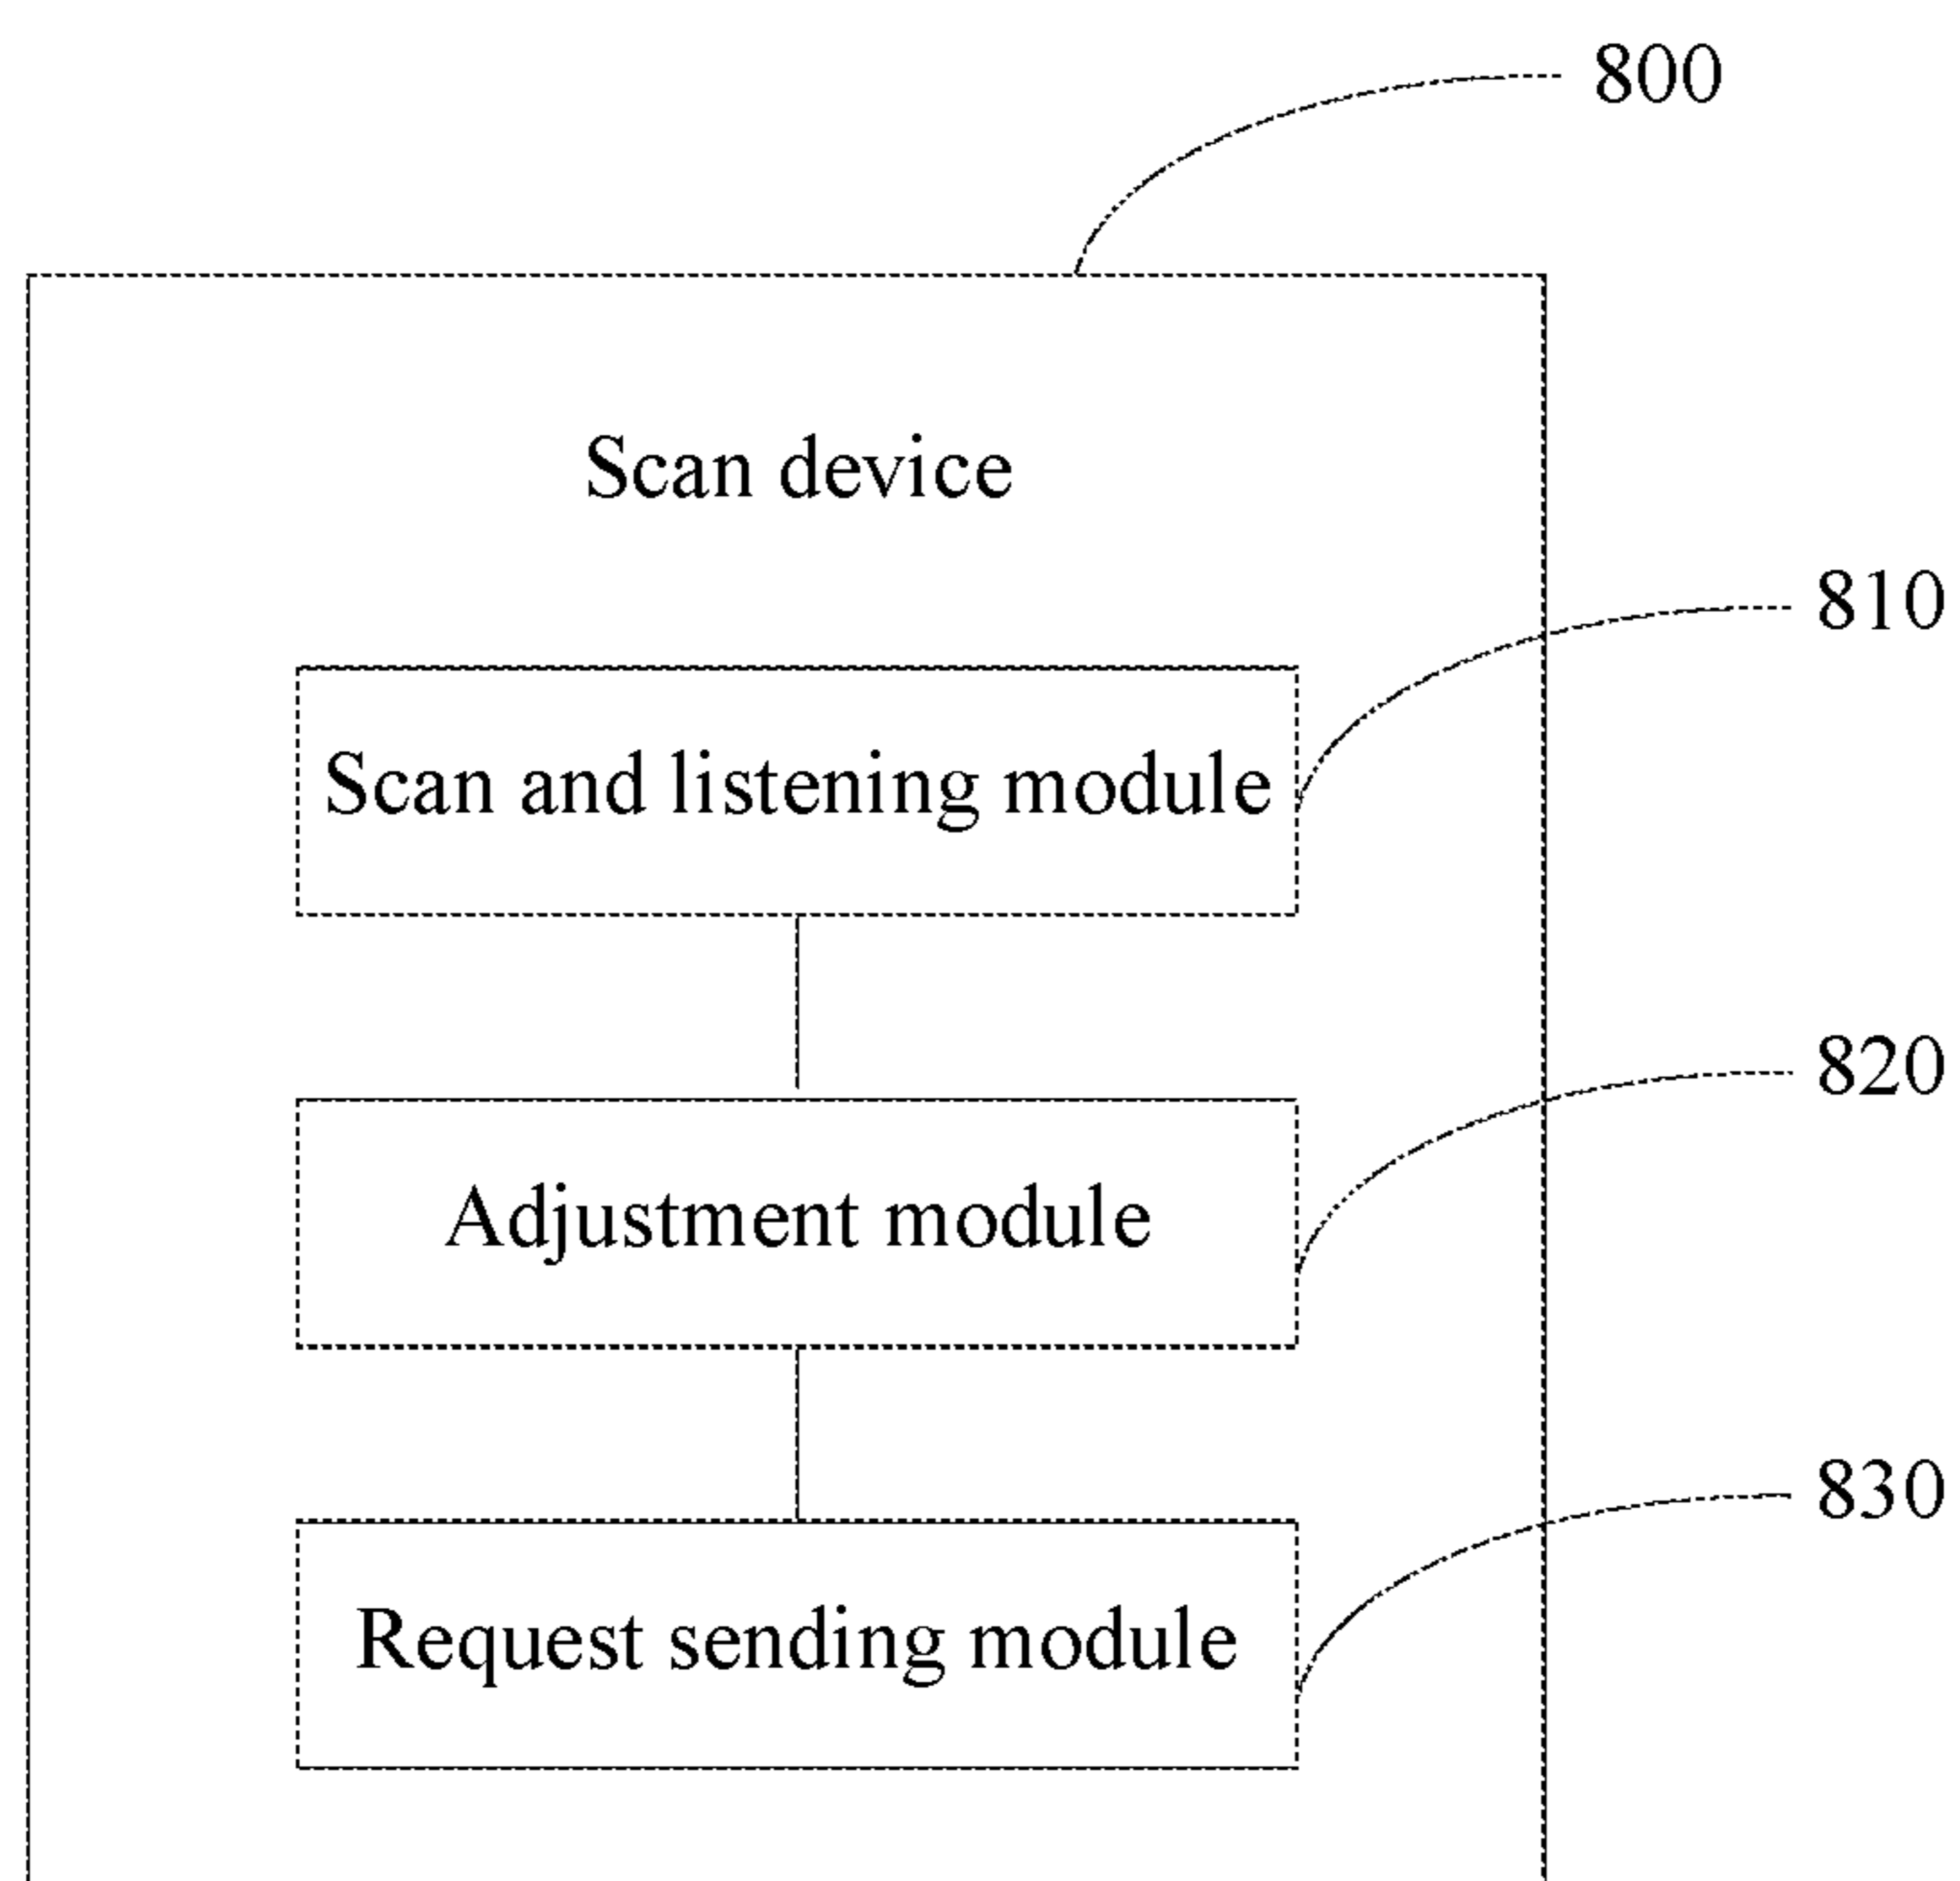 800
Scan device
810
Scan and listening module
820
Adjustment module
830
Request sending module